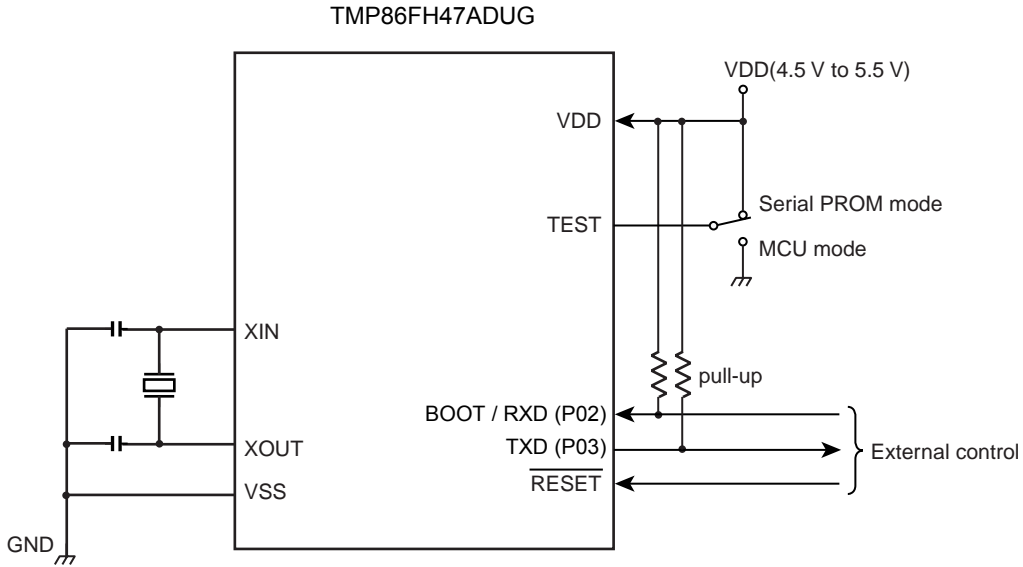 TMP86FH47ADUG
VDD(4.5 V to 5.5 V)
VDD
Serial PROM mode
TEST
MCU mode
XIN
pull-up
BOOT / RXD (P02)
XOUT
TXD (P03)
External control
RESET
VSS
GND